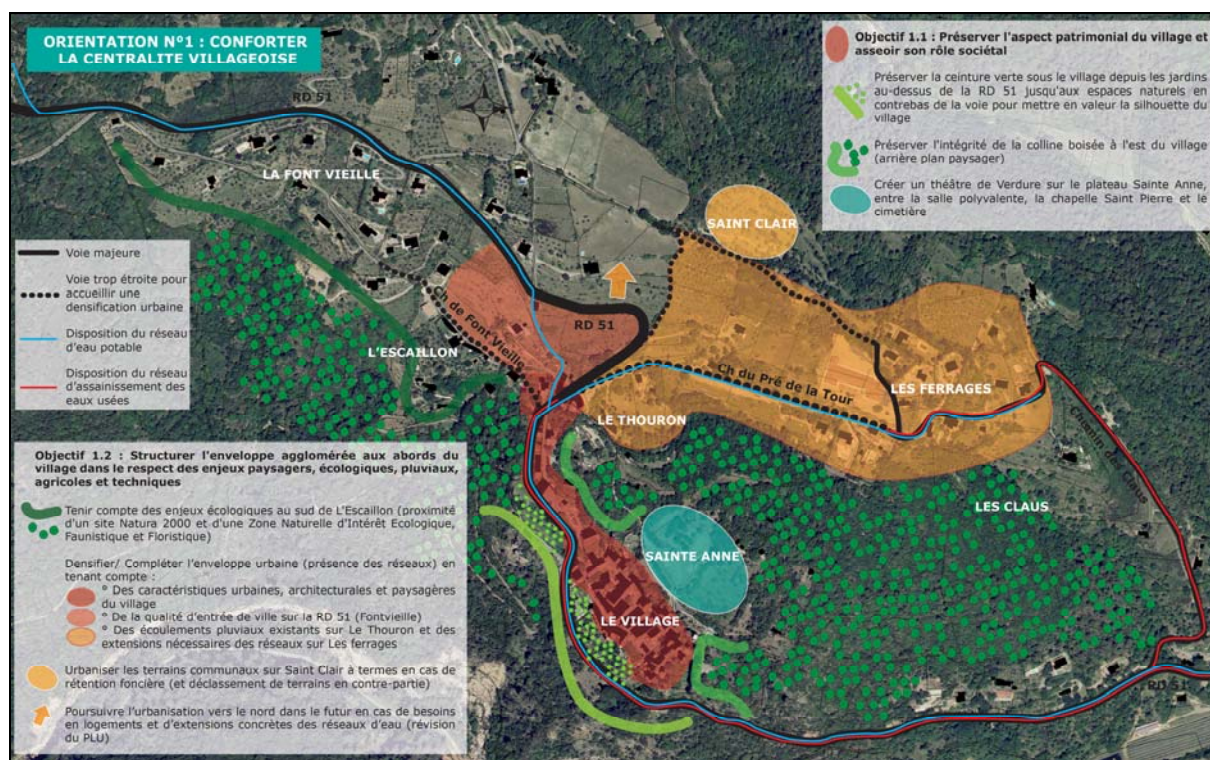 ORIENTATION N°1 : CONFORTER
LA CENTRALITE VILLAGEOISE
Objectif 1.1 : Préserver l'aspect patrimonial du village et
asseoir son rôle sociétal
Préserver la ceinture verte sous le village depuis les jardins
au-dessus de la RD 51 jusqu'aux espaces naturels en
contrebas de la voie pour mettre en valeur la silhouette du
village
Préserver l'intégrité de la colline boisée à l'est du village
(arrière plan paysager)
Créer un théâtre de Verdure sur le plateau Sainte Anne,
entre la salle polyvalente, la chapelle Saint Pierre et le
cimetière
RD 51
LA FONT VIEILLE
SAINT CLAIR
Voie majeure
Voie trop étroite pour
accueillir une
densification urbaine
Disposition du réseau
d'eau potable
Disposition du réseau
d'assainissement des
eaux usées
RD 51
Ch de Font Vieille
L'ESCAILLON
Ch du Pré de la Tour
LES FERRAGES
LE THOURON
LES CLAUS
SAINTE ANNE
LE VILLAGE
RD 51
Objectif 1.2 : Structurer l'enveloppe agglomérée aux abords du
village dans le respect des enjeux paysagers, écologiques, pluviaux,
agricoles et techniques
Tenir compte des enjeux écologiques au sud de L'Escaillon (proximité
d'un site Natura 2000 et d'une Zone Naturelle d'Intérêt Ecologique,
Faunistique et Floristique)
Densifier/ Compléter l'enveloppe urbaine (présence des réseaux) en
tenant compte :
° Des caractéristiques urbaines, architecturales et paysagères
du village
° De la qualité d'entrée de ville sur la RD 51 (Fontvieille)
° Des écoulements pluviaux existants sur Le Thouron et des
extensions nécessaires des réseaux sur Les ferrages
Urbaniser les terrains communaux sur Saint Clair à termes en cas de
rétention foncière (et déclassement de terrains en contre-partie)
Poursuivre l'urbanisation vers le nord dans le futur en cas de besoins
en logements et d'extensions concrètes des réseaux d'eau (révision
du PLU)